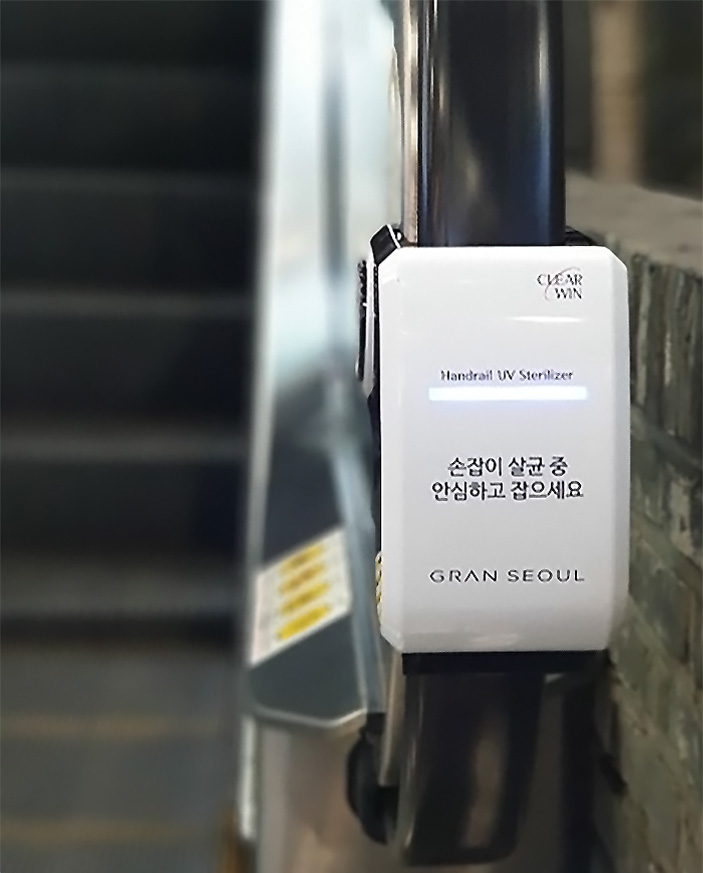 CLEAR
WIN
Handrail UV Sterilizer
손잡이 살균 중
안심하고 잡으세요
GRAN SEOUL